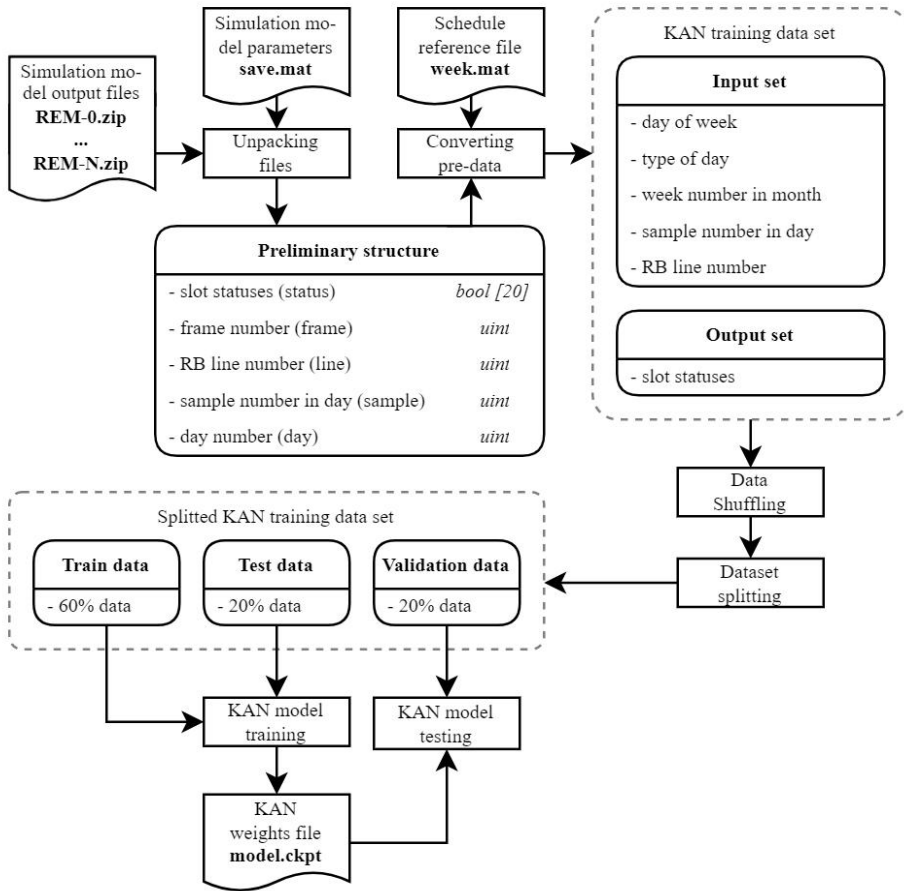 Simulation mo-
del output files
REM-0.zip
...
REM-N.zip
Simulation
model parameters
save.mat
Schedule
reference file
week.mat
Unpacking
files
Converting
pre-data
KAN training data set
Input set
- day of week
- type of day
- week number in month
- sample number in day
- RB line number
Output set
- slot statuses
Preliminary structure
- slot statuses (status) bool [20]
- frame number (frame) uint
- RB line number (line) uint
- sample number in day (sample) uint
- day number (day) uint
Data
Shuffling
Dataset
splitting
Splitted KAN training data set
Train data
- 60% data
Test data
- 20% data
Validation data
- 20% data
KAN model
training
KAN model
testing
KAN
weights file
model.ckpt